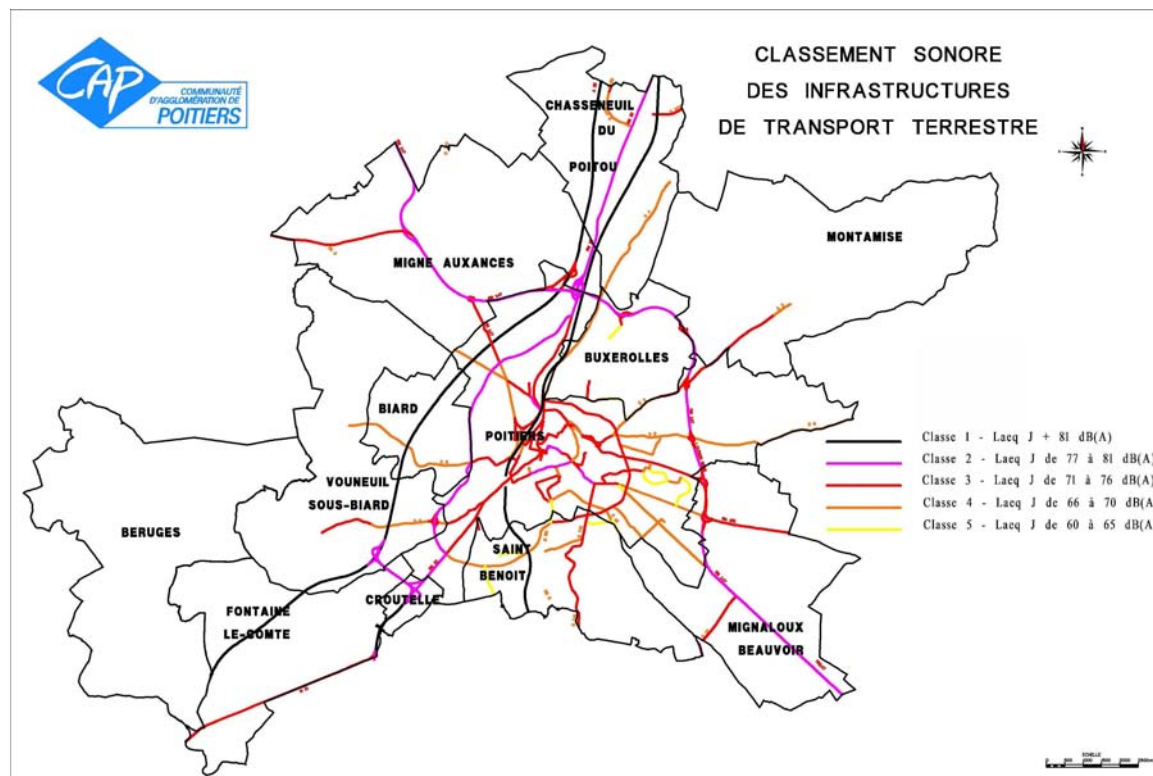 CAP
COMMUNAUTÉ
D'AGGLOMÉRATION DE
POITIERS
CLASSEMENT SONORE
DES INFRASTRUCTURES
DE TRANSPORT TERRESTRE
CHASSENEUIL
DU
POITOU
MONTAMISE
MIGNE AUXANCES
BUXEROLLES
BIARD
POITIERS
VOUNEUIL
SOUS-BIARD
BERUGES
SAINT
BENOIT
CROUTELLE
FONTAINE
LE-COMTE
MIGNALOUX
BEAUVOIR
Classe 1 - Laeq J + 81 dB(A)
Classe 2 - Laeq J de 77 à 81 dB(A)
Classe 3 - Laeq J de 71 à 76 dB(A)
Classe 4 - Laeq J de 66 à 70 dB(A)
Classe 5 - Laeq J de 60 à 65 dB(A
ECHELLE